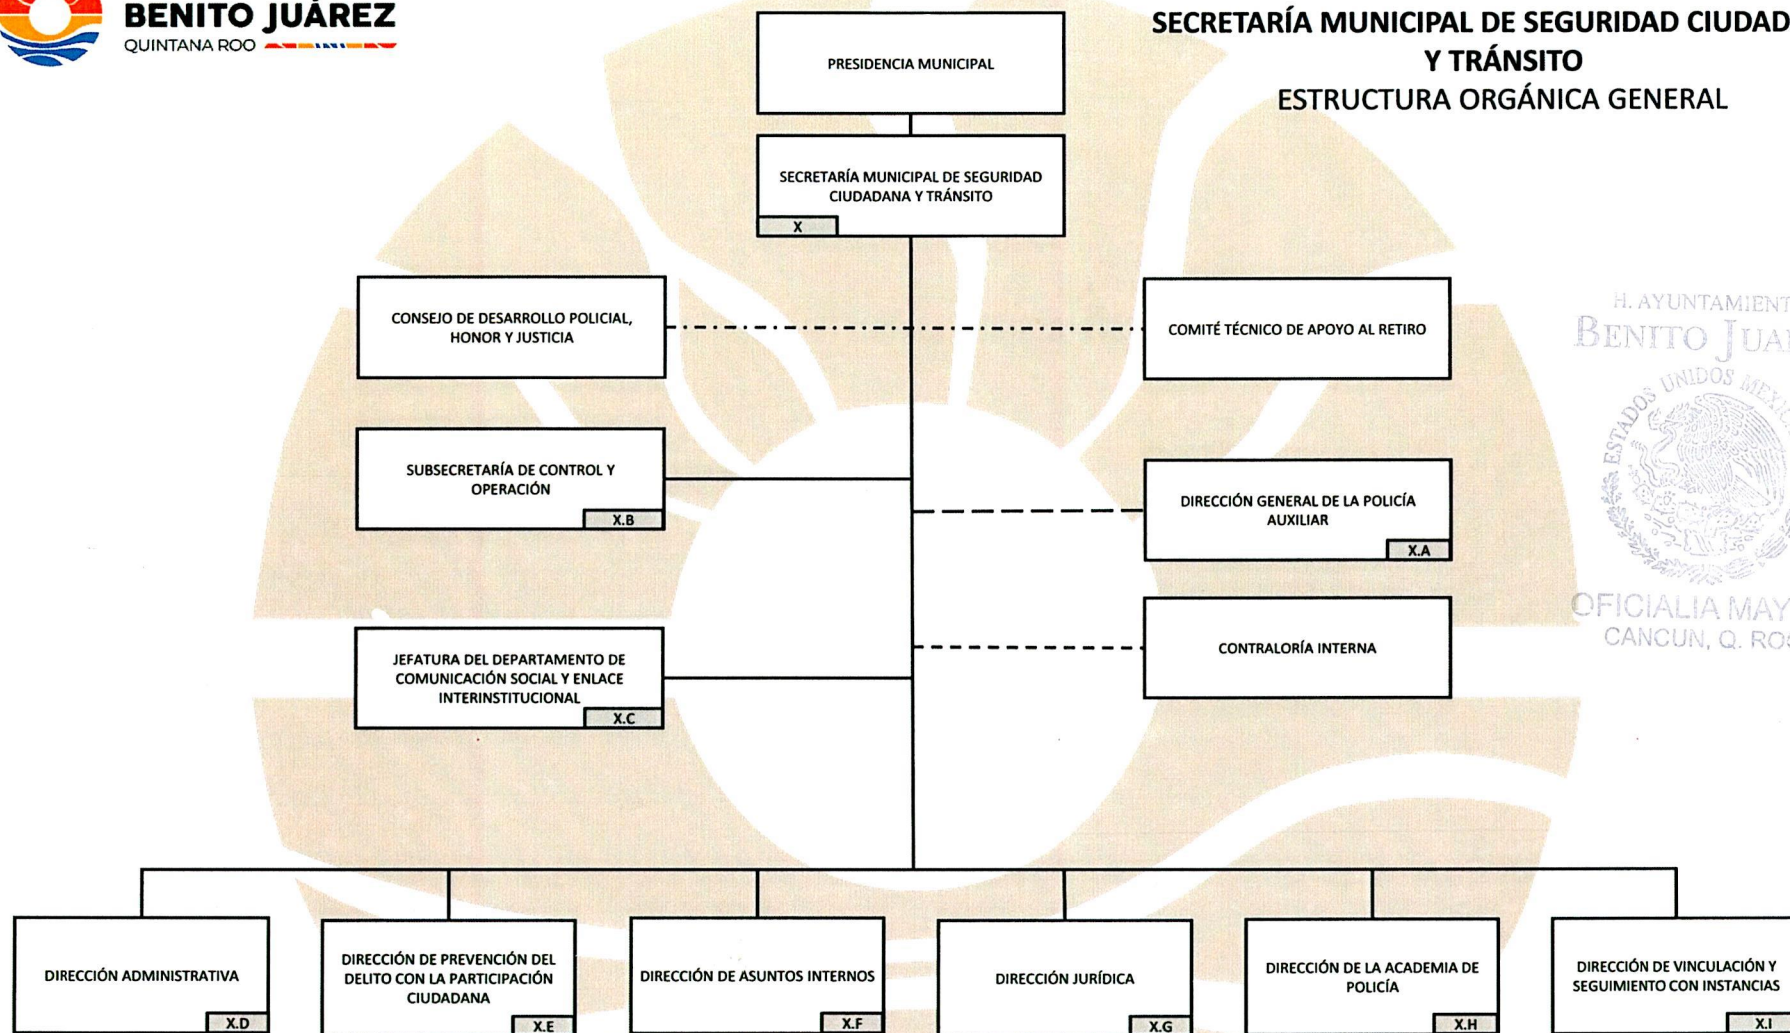 BENITO JUÁREZ
QUINTANA ROO
SECRETARÍA MUNICIPAL DE SEGURIDAD
Y TRÁNSITO
ESTRUCTURA ORGÁNICA GENERAL
PRESIDENCIA MUNICIPAL
SECRETARÍA MUNICIPAL DE SEGURIDAD
CIUDADANA Y TRÁNSITO
X
CONSEJO DE DESARROLLO POLICIAL,
HONOR Y JUSTICIA
COMITÉ TÉCNICO DE APOYO AL RETIRO
H. AYUNTAMIENT
BENITO JUA
ESTADOS UNIDOS
OFICIALIA MAY
CANCUN, Q. ROO
SUBSECRETARÍA DE CONTROL Y
OPERACIÓN
X.B
DIRECCIÓN GENERAL DE LA POLICÍA
AUXILIAR
X.A
JEFATURA DEL DEPARTAMENTO DE
COMUNICACIÓN SOCIAL Y ENLACE
INTERINSTITUCIONAL
X.C
CONTRALORÍA INTERNA
DIRECCIÓN ADMINISTRATIVA
X.D
DIRECCIÓN DE PREVENCIÓN DEL
DELITO CON LA PARTICIPACIÓN
CIUDADANA
X.E
DIRECCIÓN DE ASUNTOS INTERNOS
X.F
DIRECCIÓN JURÍDICA
X.G
DIRECCIÓN DE LA ACADEMIA DE
POLICÍA
X.H
DIRECCIÓN DE VINCULACIÓN Y
SEGUIMIENTO CON INSTANCIAS
X.I